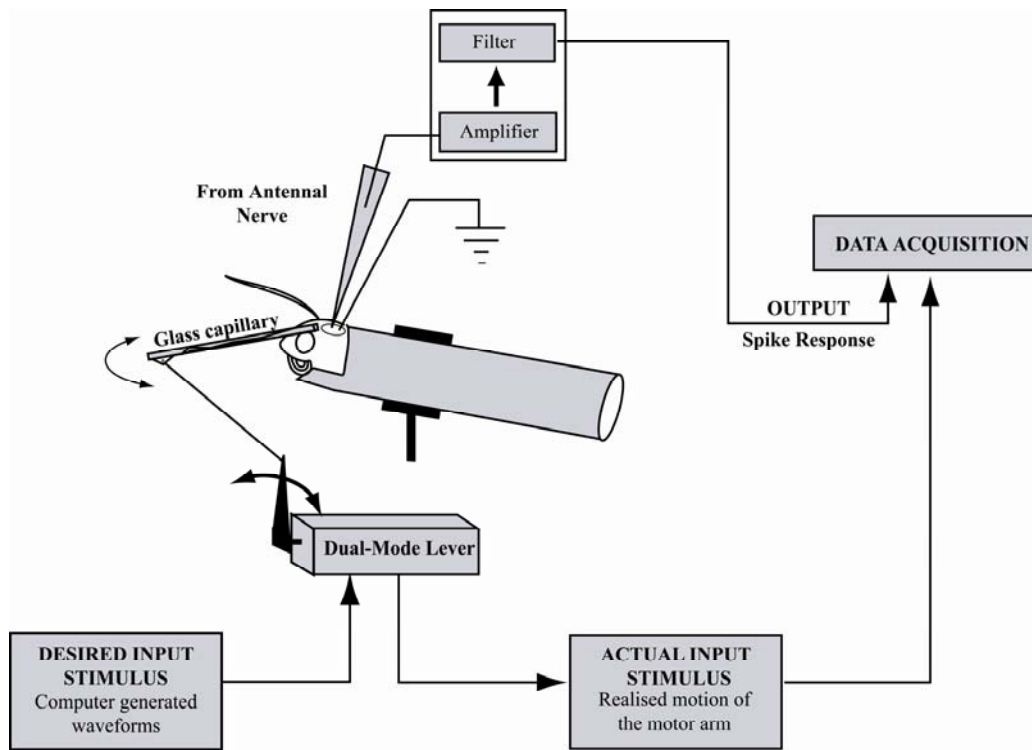 Filter
Amplifier
From Antennal
Nerve
DATA ACQUISITION
Glass capillary
OUTPUT
Spike Response
Dual-Mode Lever
DESIRED INPUT
STIMULUS
Computer generated
waveforms
ACTUAL INPUT
STIMULUS
Realised motion of
the motor arm